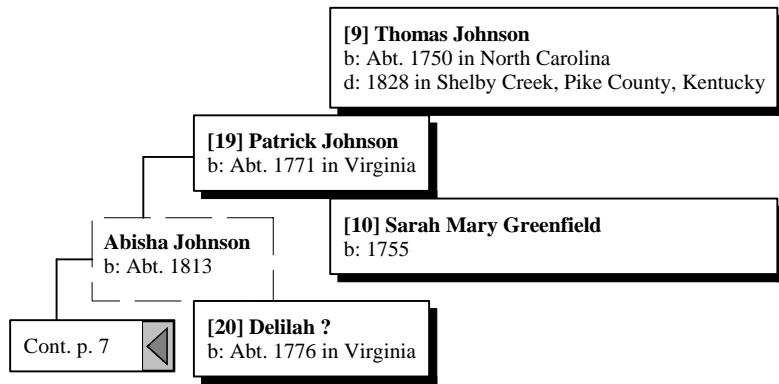 [9] Thomas Johnson
b: Abt. 1750 in North Carolina
d: 1828 in Shelby Creek, Pike County, Kentucky
[19] Patrick Johnson
b: Abt. 1771 in Virginia
[10] Sarah Mary Greenfield
b: 1755
Abisha Johnson
b: Abt. 1813
[20] Delilah ?
b: Abt. 1776 in Virginia
Cont. p. 7